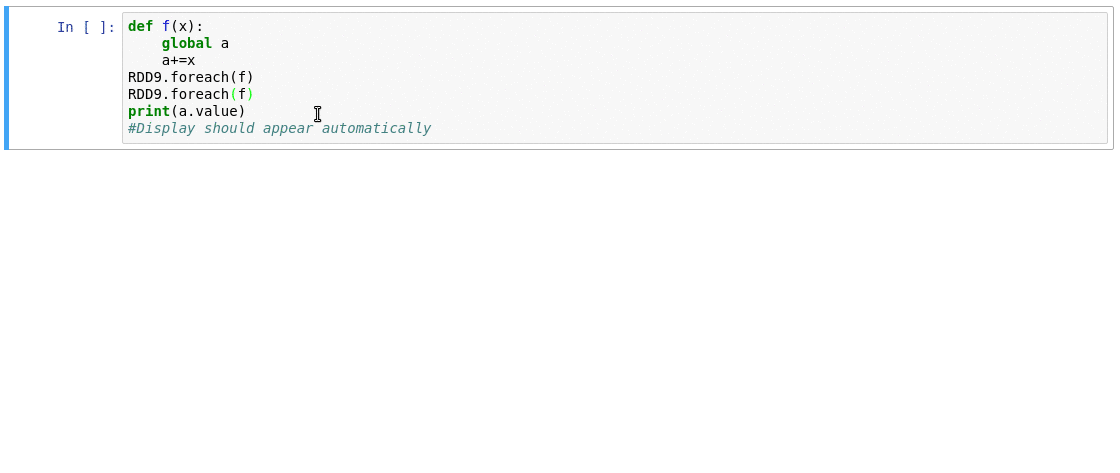 In [ ]: def f(x):
    global a
    a+=x
RDD9.foreach(f)
RDD9.foreach(f)
print(a.value)
#Display should appear automatically